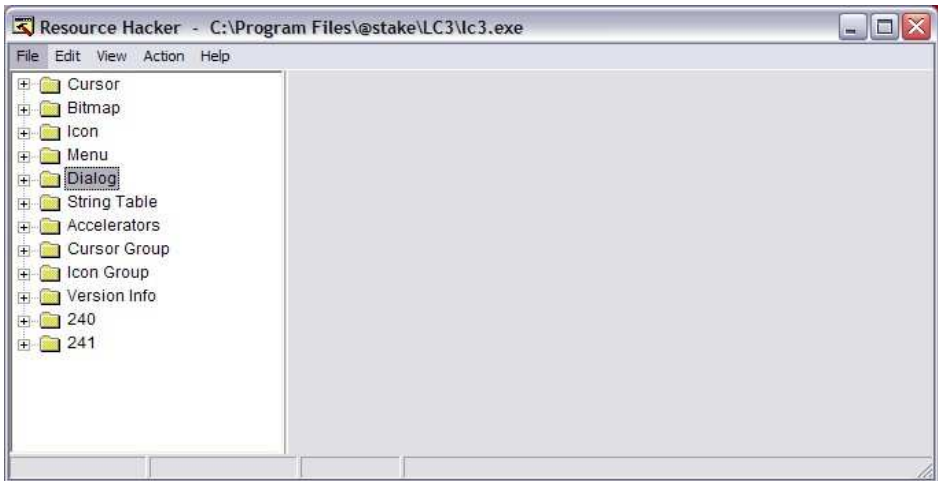 Resource Hacker - C:\Program Files\@stake\LC3\lc3.exe
File Edit View Action Help
Cursor
Bitmap
Icon
Menu
Dialog
String Table
Accelerators
Cursor Group
Icon Group
Version Info
240
241